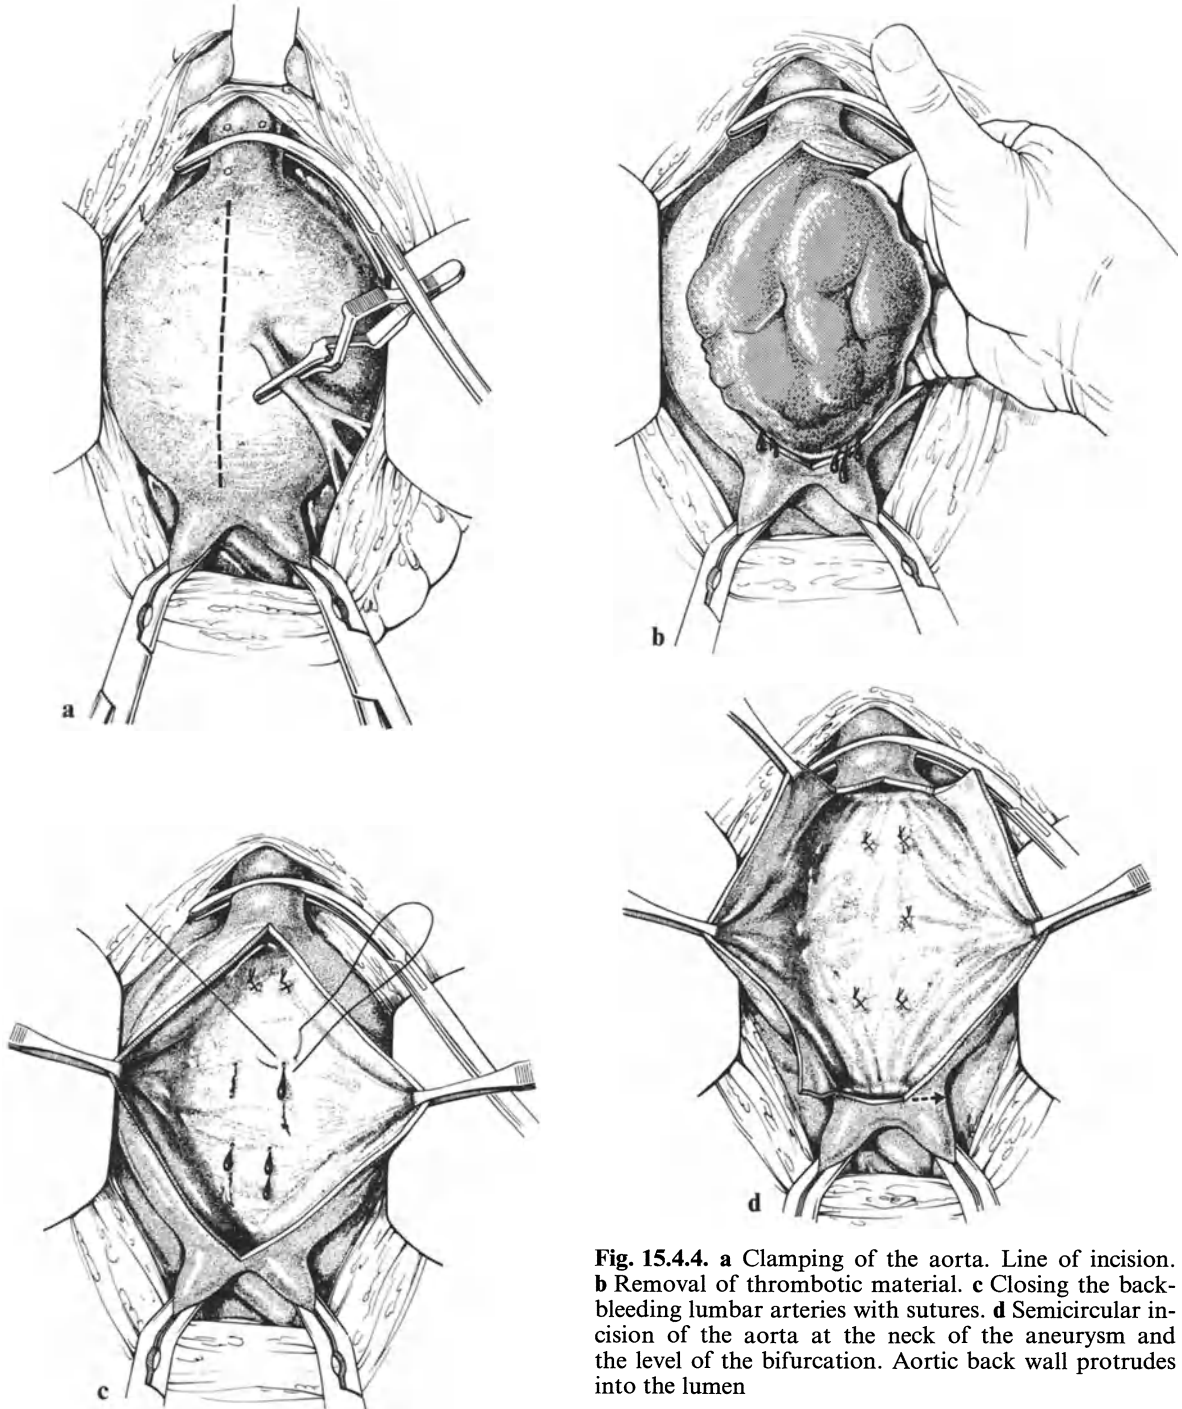 a
b
c
d
Fig. 15.4.4. a Clamping of the aorta. Line of incision.
b Removal of thrombotic material. c Closing the back-
bleeding lumbar arteries with sutures. d Semicircular in-
cision of the aorta at the neck of the aneurysm and
the level of the bifurcation. Aortic back wall protrudes
into the lumen